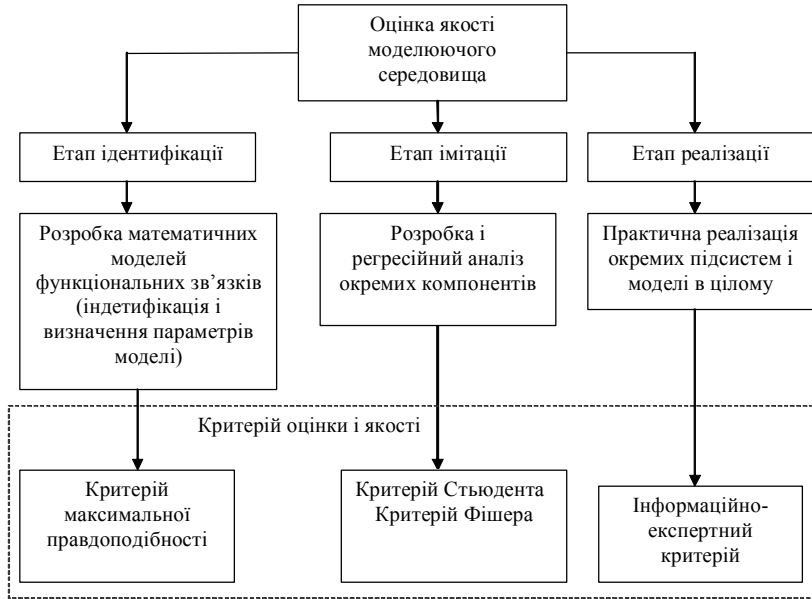 Оцінка якості
моделюючого
середовища
Етап ідентифікації
Етап імітації
Етап реалізації
Розробка математичних
моделей
функціональних зв’язків
(індетифікація і
визначення параметрів
моделі)
Розробка і
регресійний аналіз
окремих компонентів
Практична реалізація
окремих підсистем і
моделі в цілому
Критерій оцінки і якості
Критерій
максимальної
правдоподібності
Критерій Стьюдента
Критерій Фішера
Інформаційно-
експертний
критерій